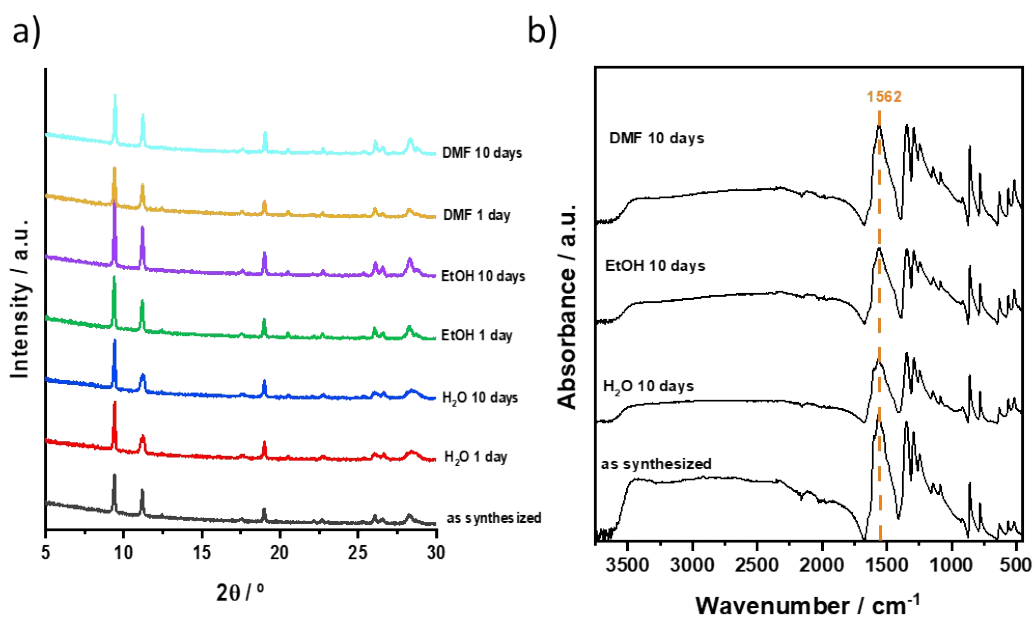 a)
Intensity / a.u.
DMF 10 days
DMF 1 day
EtOH 10 days
EtOH 1 day
H₂O 10 days
H₂O 1 day
as synthesized
5 10 15 20 25 30
2θ / º
b)
Absorbance / a.u.
1562
DMF 10 days
EtOH 10 days
H₂O 10 days
as synthesized
3500 3000 2500 2000 1500 1000 500
Wavenumber / cm⁻¹